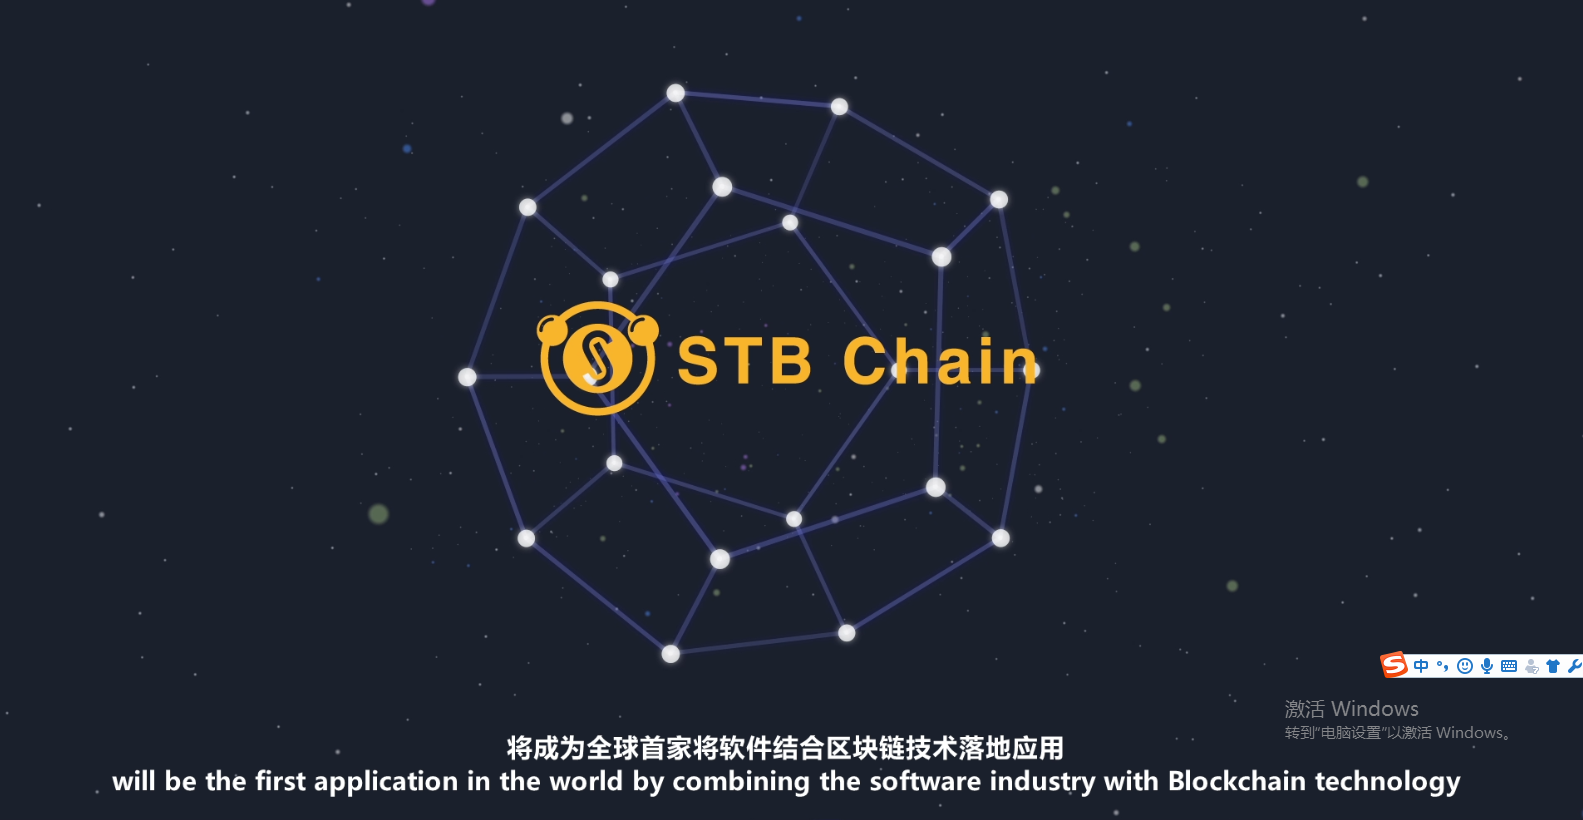 STB Chain
中
激活 Windows
转到"电脑设置"以激活 Windows。
将成为全球首家将软件结合区块链技术落地应用
will be the first application in the world by combining the software industry with Blockchain technology